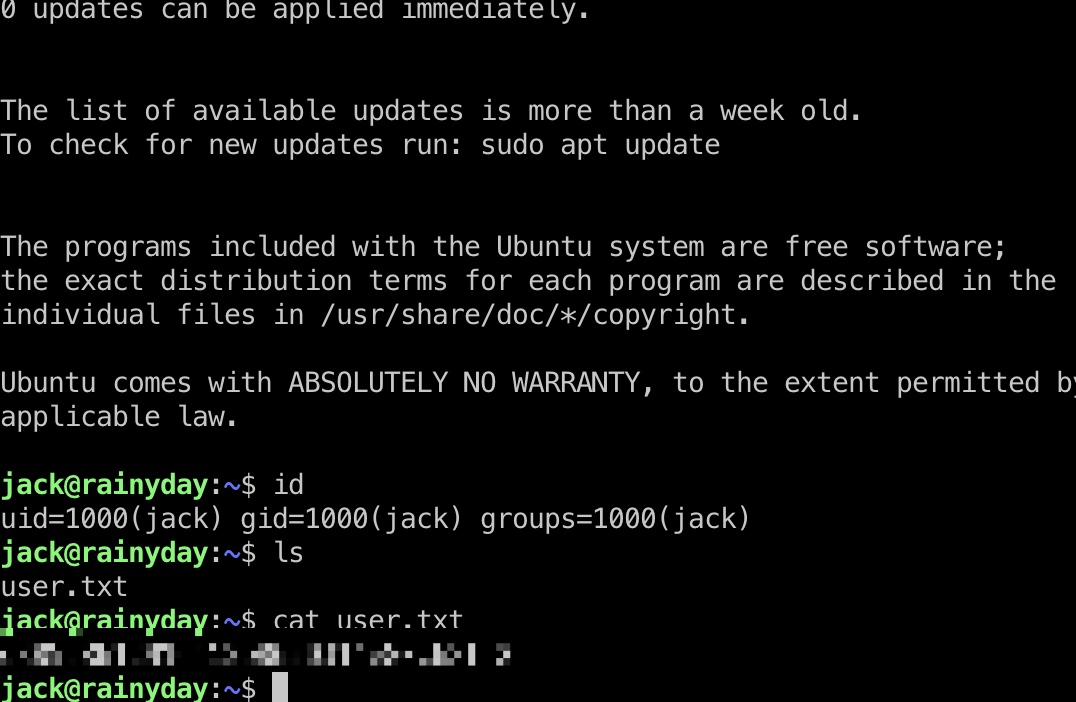 0 updates can be applied immediately.
The list of available updates is more than a week old.
To check for new updates run: sudo apt update
The programs included with the Ubuntu system are free software;
the exact distribution terms for each program are described in the
individual files in /usr/share/doc/*/copyright.
Ubuntu comes with ABSOLUTELY NO WARRANTY, to the extent permitted by
applicable law.
jack@rainyday:~$ id
uid=1000(jack) gid=1000(jack) groups=1000(jack)
jack@rainyday:~$ ls
user.txt
jack@rainyday:~$ cat user.txt
jack@rainyday:~$